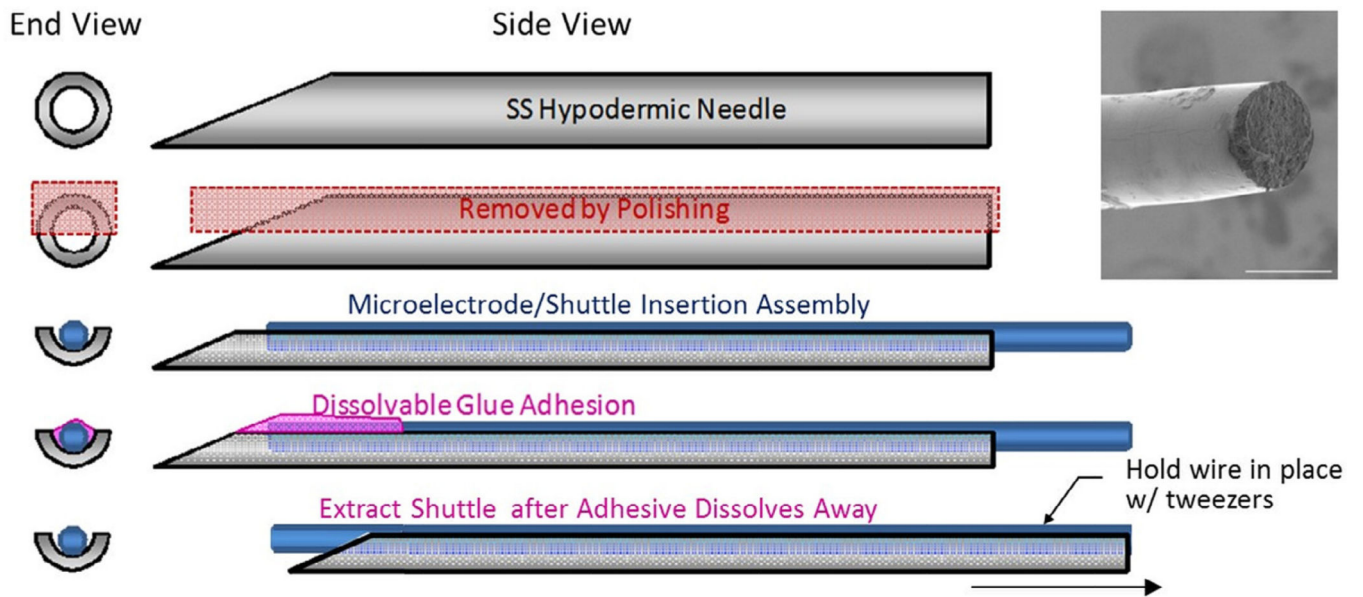 End View
Side View
SS Hypodermic Needle
Removed by Polishing
Microelectrode/Shuttle Insertion Assembly
Dissolvable Glue Adhesion
Hold wire in place
w/ tweezers
Extract Shuttle after Adhesive Dissolves Away